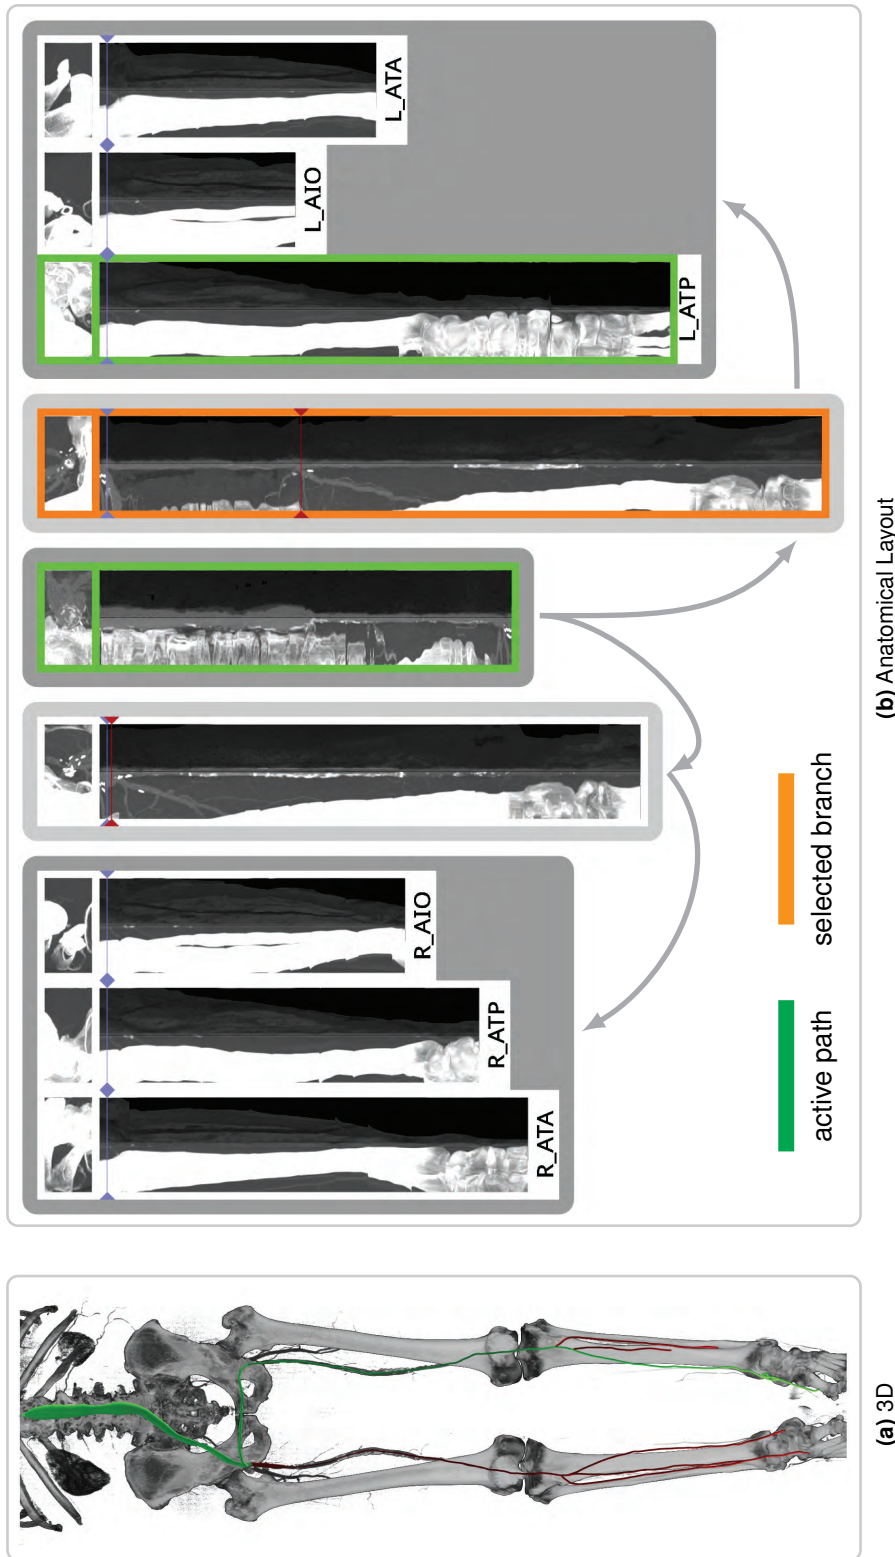 (a) 3D
R_ATA
R_ATP
R_AIO
L_ATP
L_AIO
L_ATA
active path
selected branch
(b) Anatomical Layout